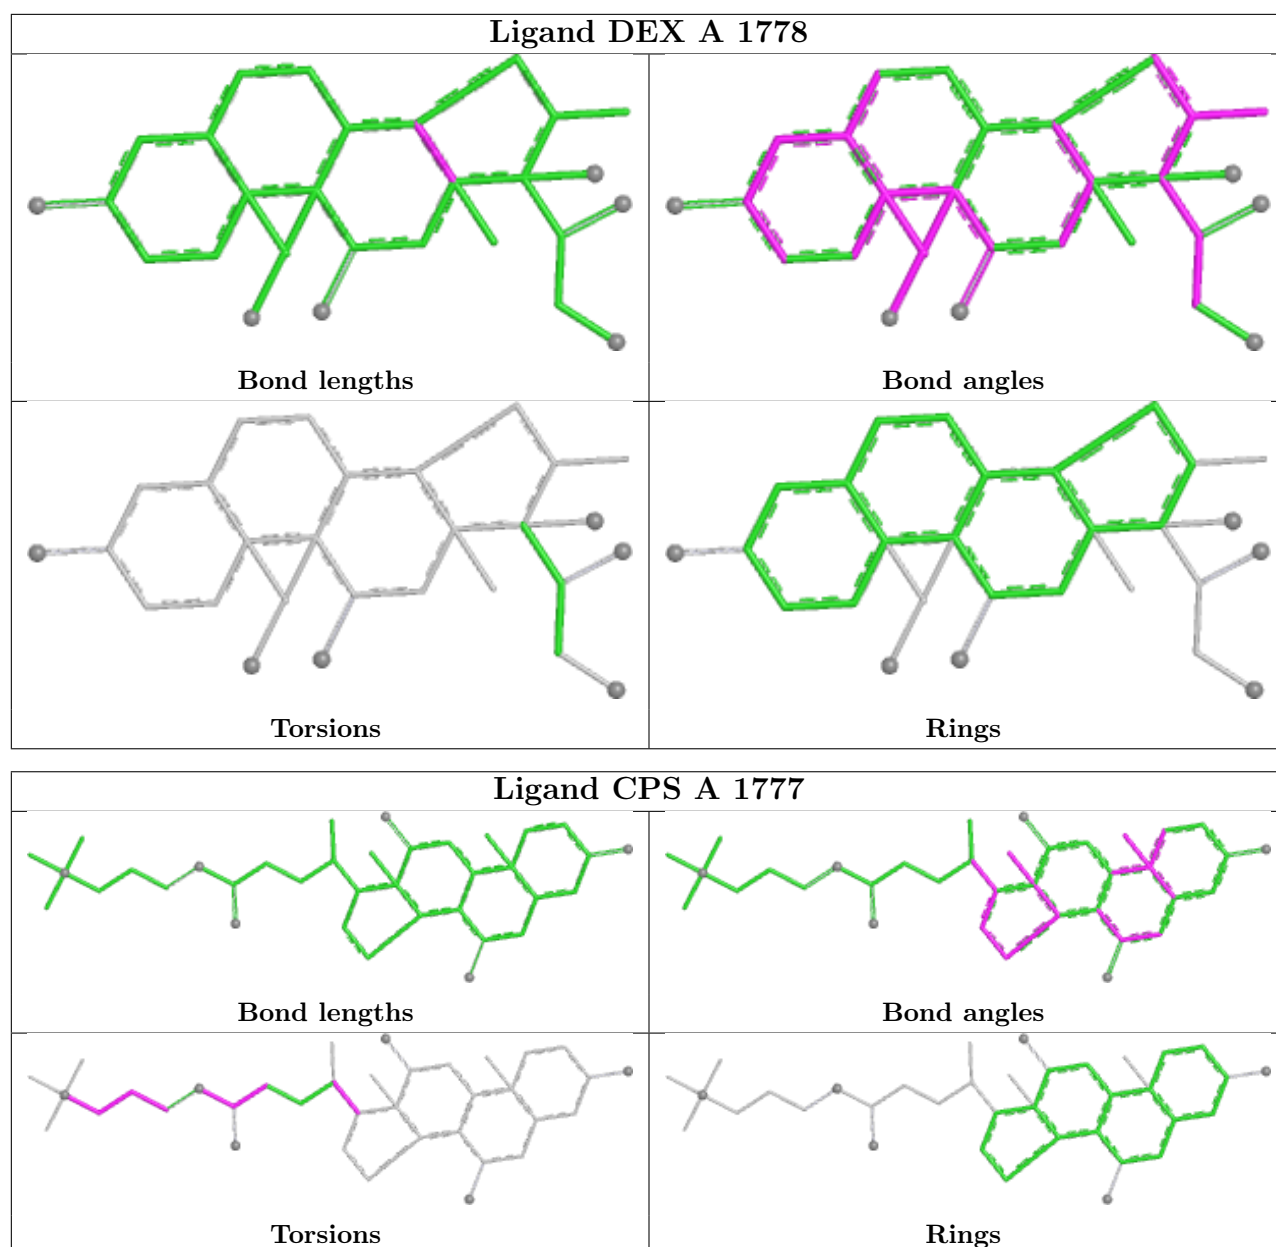 Ligand DEX A 1778
Bond lengths
Bond angles
Torsions
Rings
Ligand CPS A 1777
Bond lengths
Bond angles
Torsions
Rings